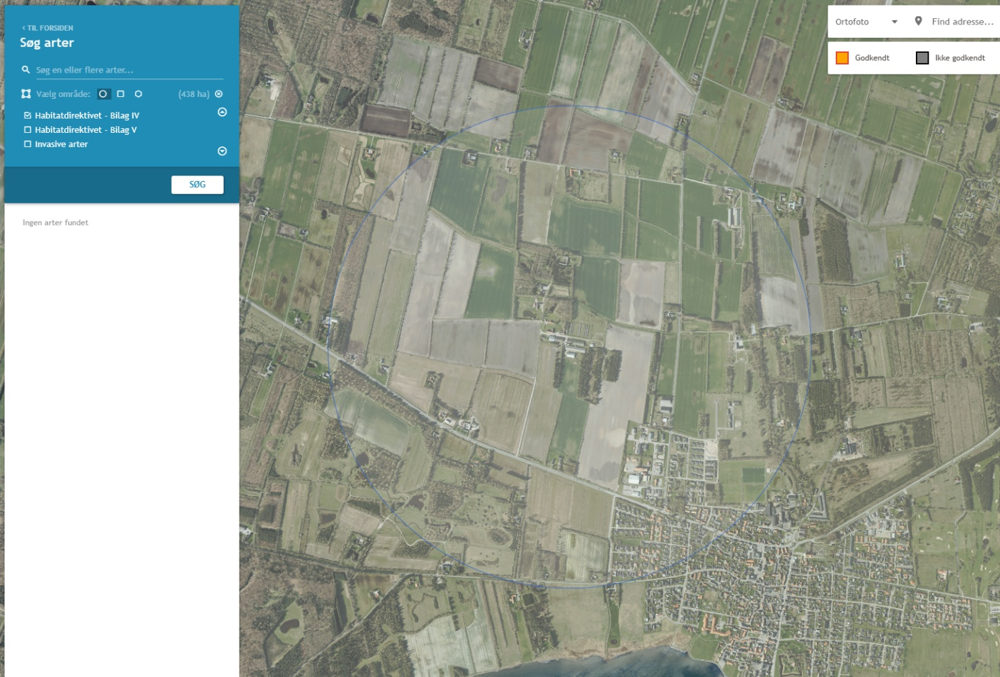 ‹ TIL FORSIDEN
Søg arter
Søg en eller flere arter...
Vælg område: (438 ha)
Habitatdirektivet - Bilag IV
Habitatdirektivet - Bilag V
Invasive arter
SØG
Ingen arter fundet
Ortofoto Find adresse...
Godkendt Ikke godkendt